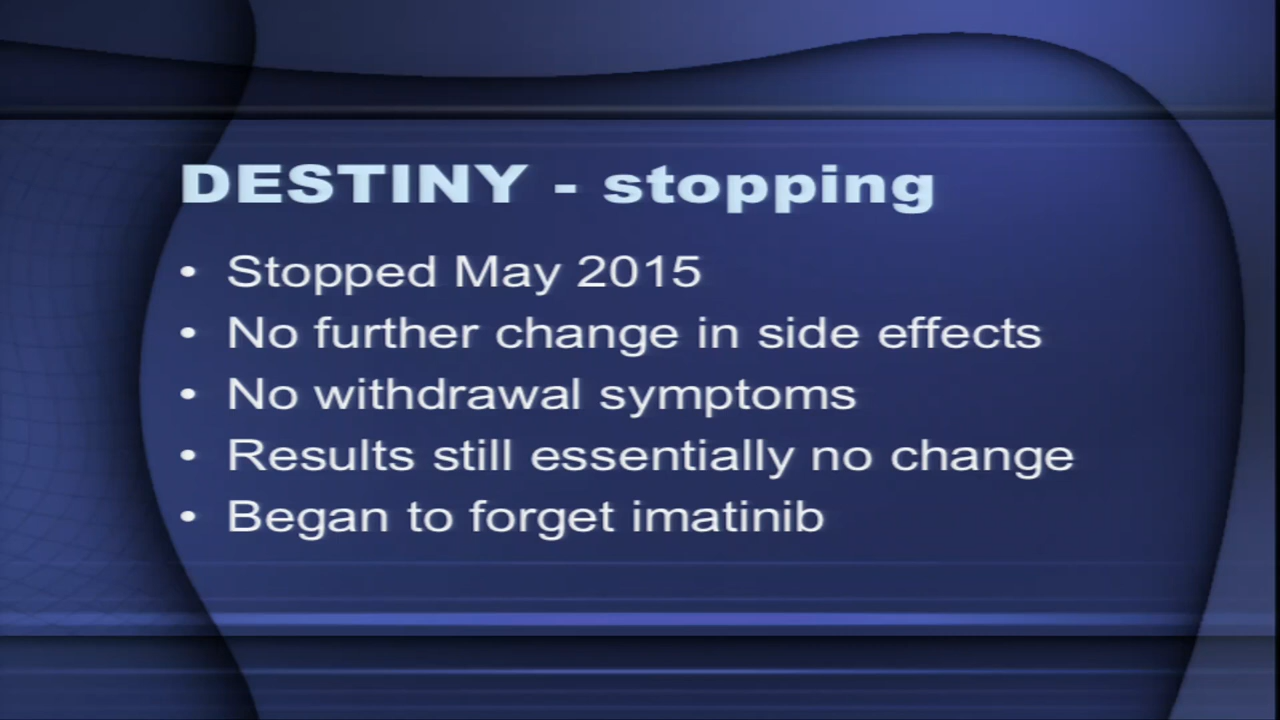 DESTINY - stopping
• Stopped May 2015
• No further change in side effects
• No withdrawal symptoms
• Results still essentially no change
• Began to forget imatinib